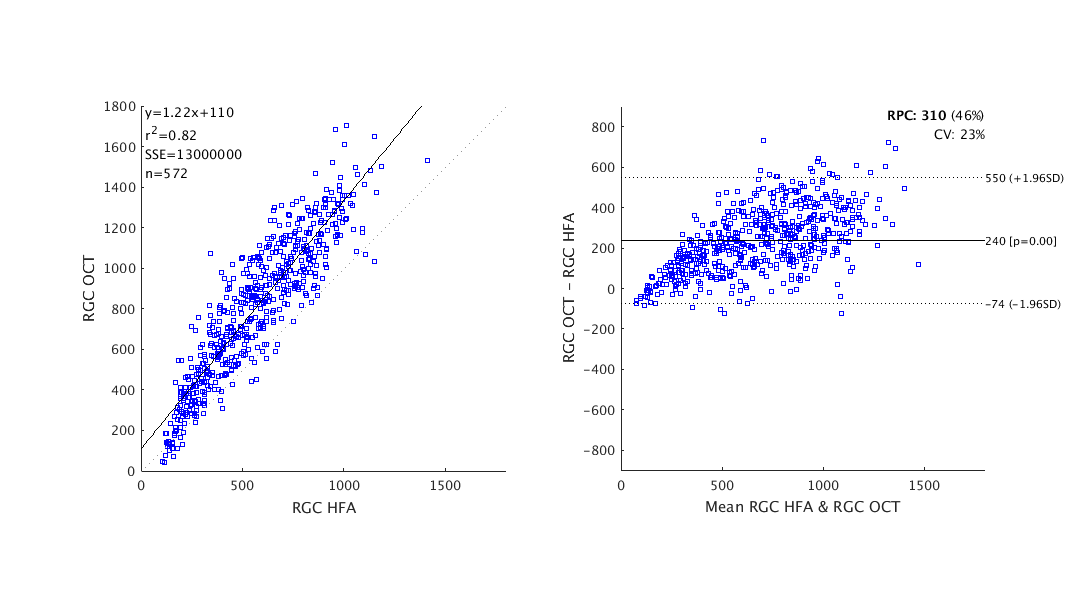 y=1.22x+110
r2=0.82
SSE=13000000
n=572
1800
1600
1400
1200
1000
800
600
400
200
0
RGC OCT
0 500 1000 1500
RGC HFA
RPC: 310 (46%)
CV: 23%
800
600
400
200
0
−200
−400
−600
−800
RGC OCT − RGC HFA
550 (+1.96SD)
240 [p=0.00]
−74 (−1.96SD)
0 500 1000 1500
Mean RGC HFA & RGC OCT